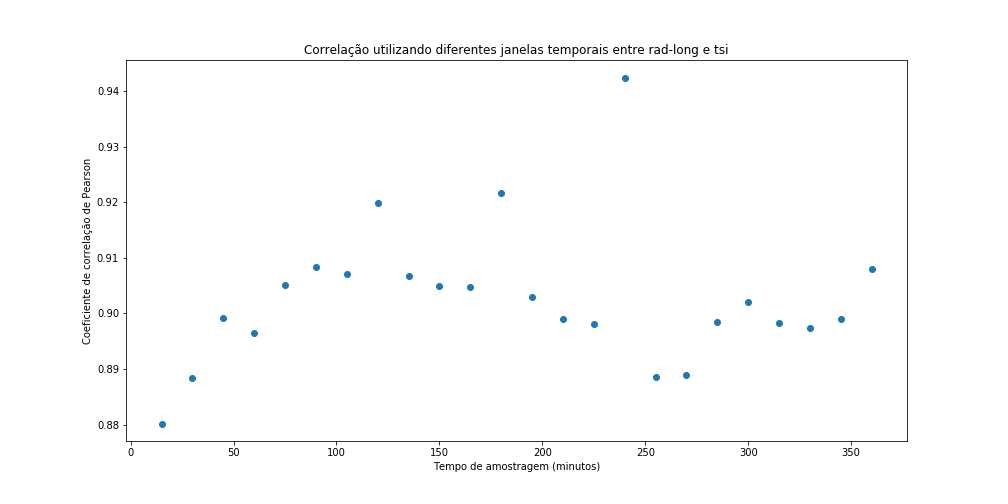 Correlação utilizando diferentes janelas temporais entre rad-long e tsi
Coeficiente de correlação de Pearson
0.94
0.93
0.92
0.91
0.90
0.89
0.88
0 50 100 150 200 250 300 350
Tempo de amostragem (minutos)